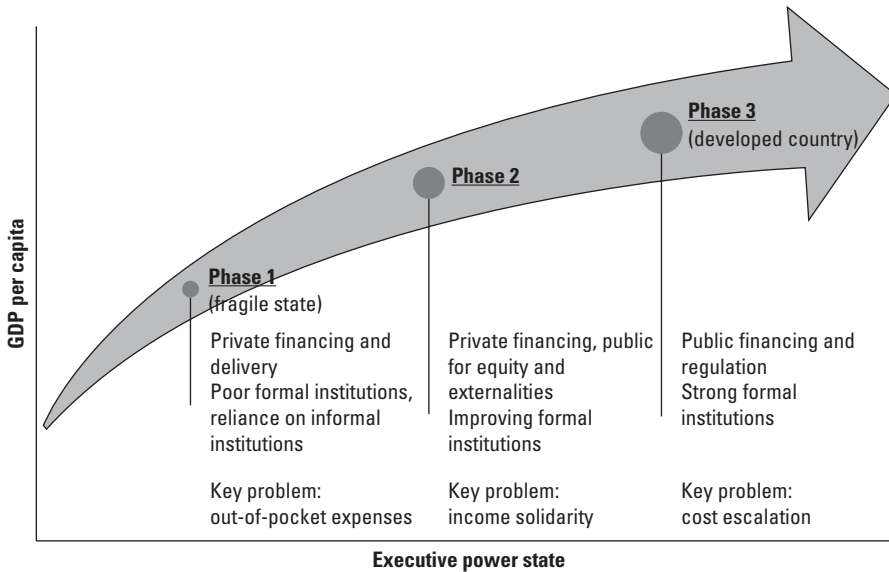 GDP per capita
Phase 1
(fragile state)
Private financing and
delivery
Poor formal institutions,
reliance on informal
institutions
Key problem:
out-of-pocket expenses
Phase 2
Private financing, public
for equity and
externalities
Improving formal
institutions
Key problem:
income solidarity
Phase 3
(developed country)
Public financing and
regulation
Strong formal
institutions
Key problem:
cost escalation
Executive power state